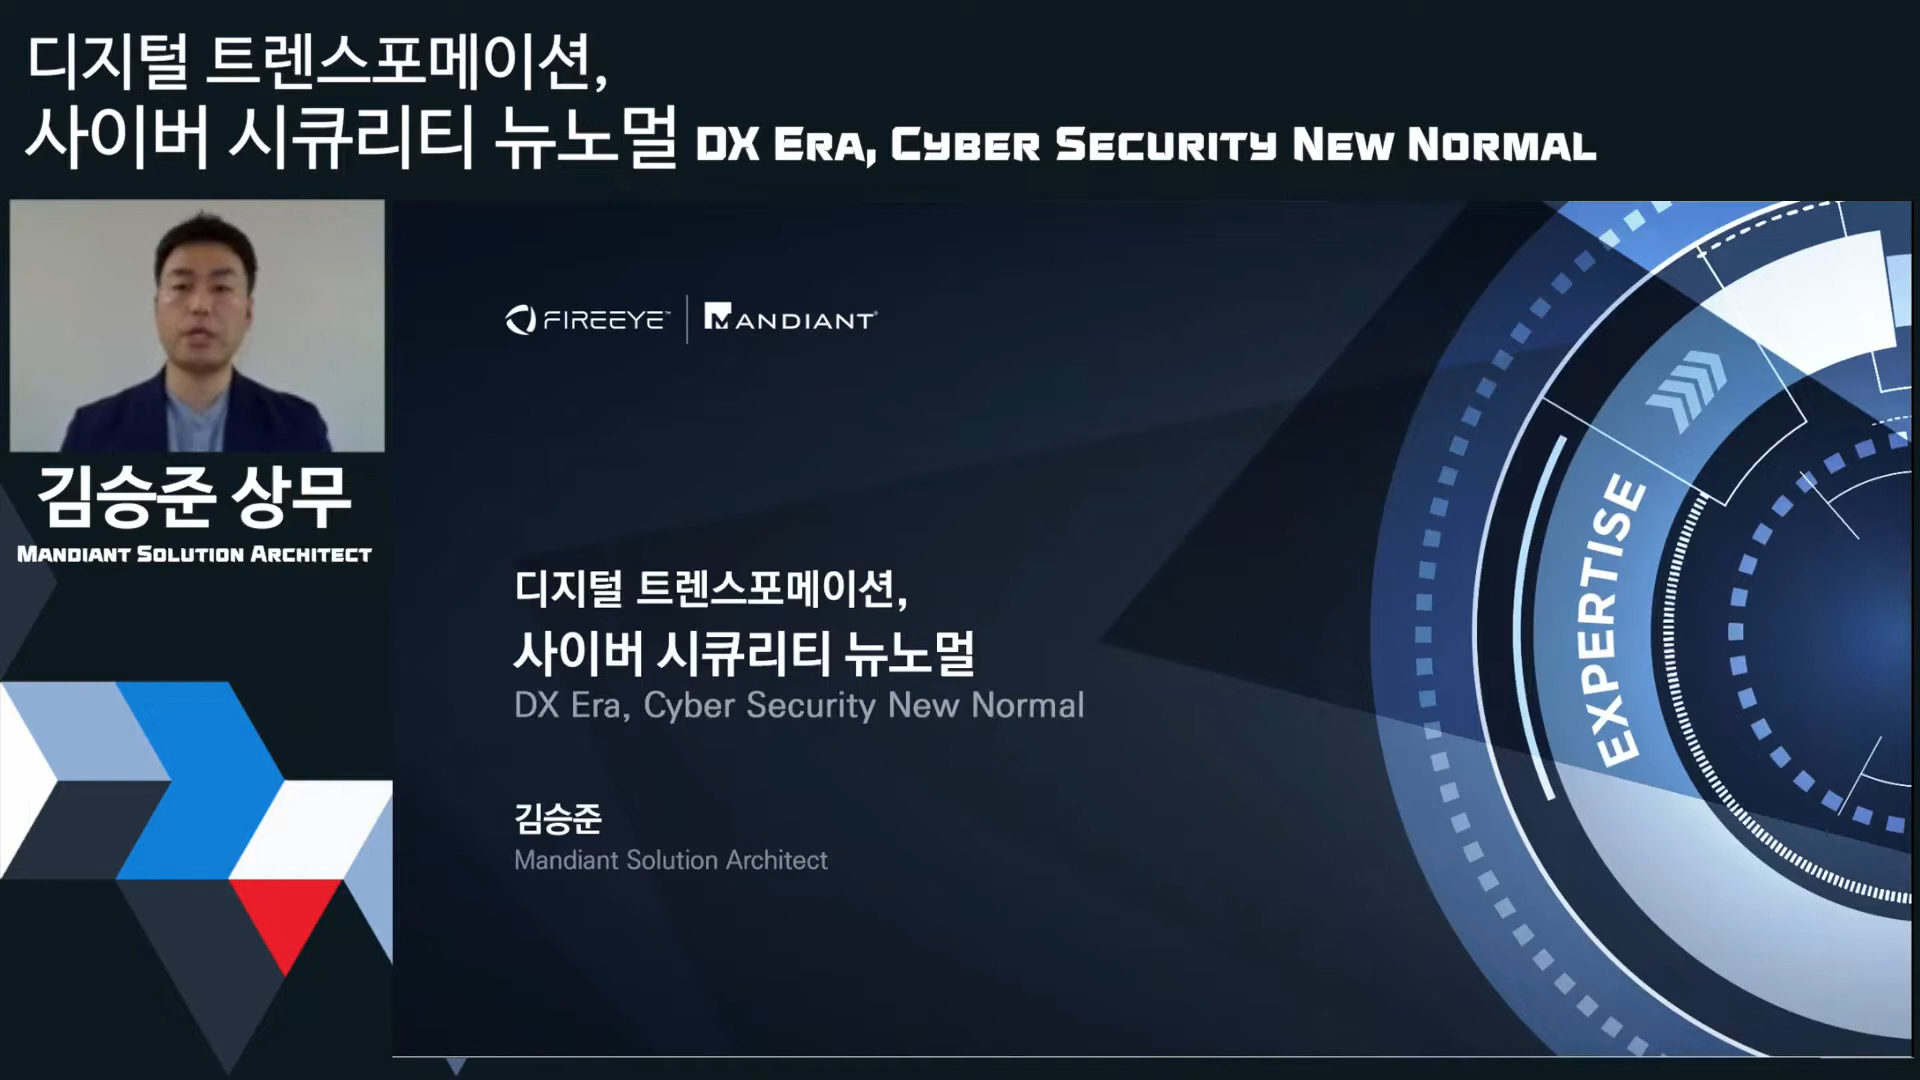 디지털 트렌스포메이션,
사이버 시큐리티 뉴노멀 DX Era, Cyber Security New Normal
김승준 상무
Mandiant Solution Architect
FIREEYE™ | MANDIANT®
디지털 트렌스포메이션,
사이버 시큐리티 뉴노멀
DX Era, Cyber Security New Normal
김승준
Mandiant Solution Architect
EXPERTISE